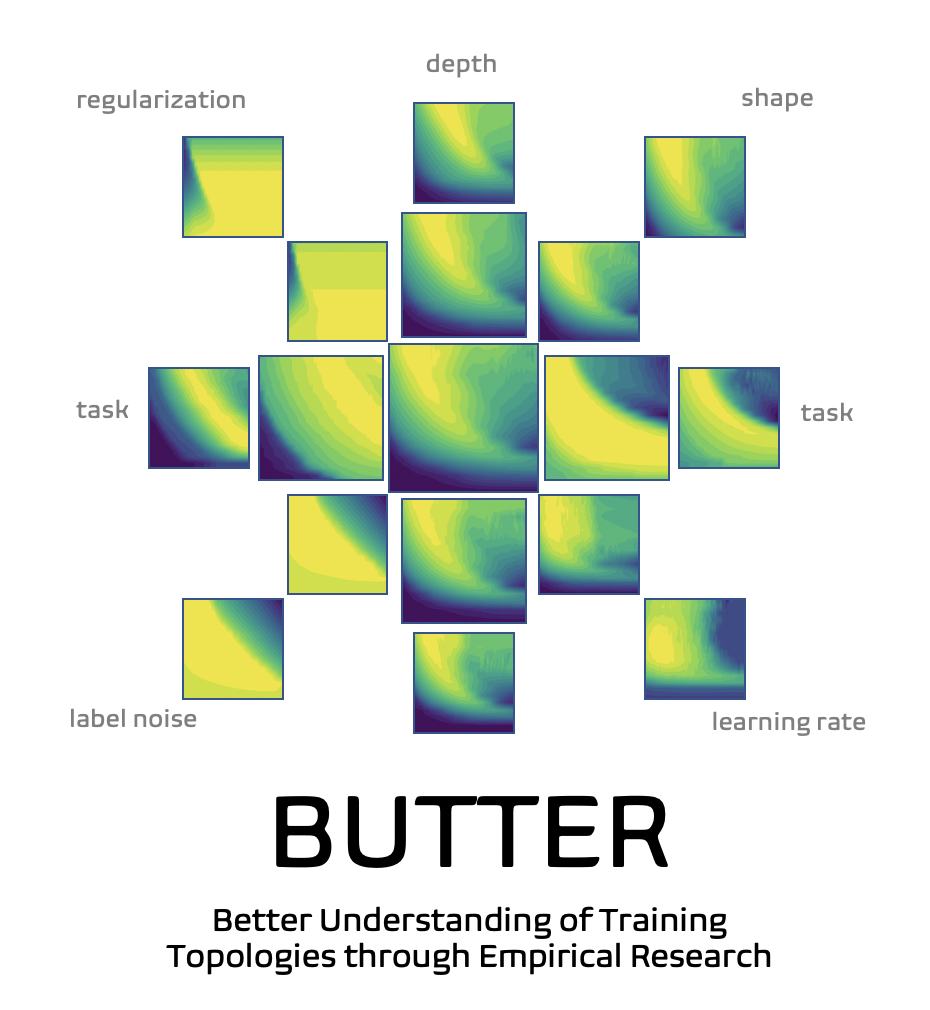 depth
regularization
shape
task
task
label noise
learning rate
BUTTER
Better Understanding of Training
Topologies through Empirical Research